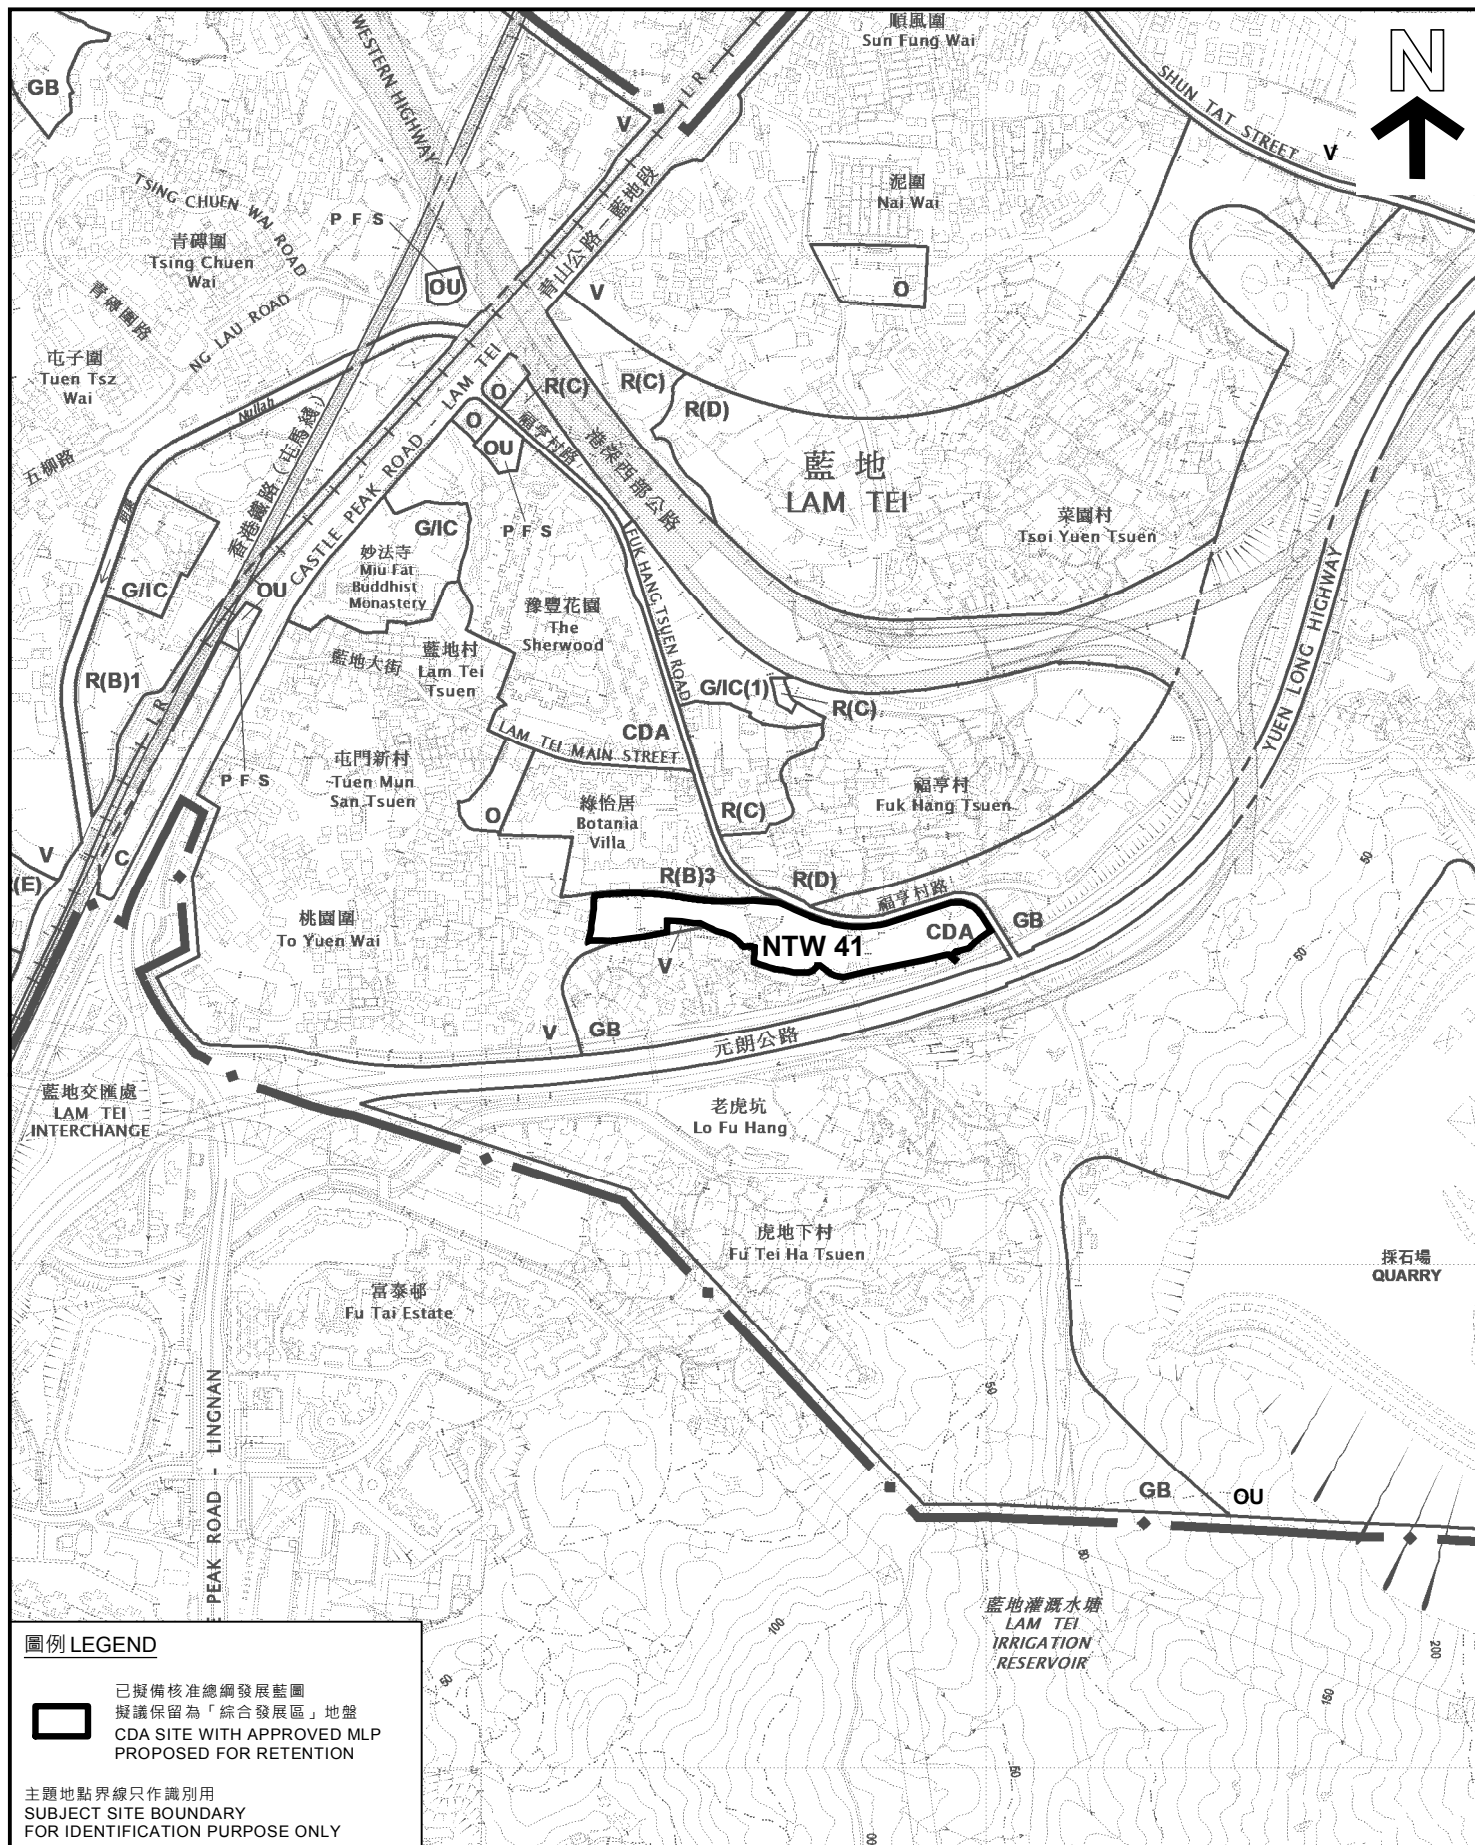 順風圍
Sun Fung Wai
N
GB
WESTERN HIGHWAY
L R
SHUN TAT STREET
V
V
TSING CHUEN WAI ROAD
P F S
青磚圍
Tsing Chuen
Wai
OU
青山公路－藍地段
泥圍
Nai Wai
V
O
青磚圍路
NG LAU ROAD
屯子圍
Tuen Tsz
Wai
Nullah
五柳路
香港鐵路（屯馬綫）
CASTLE PEAK ROAD - LAM TEI
O
R(C)
R(C)
R(D)
O
OU
福亨村路
港深西部公路
藍地
LAM TEI
菜園村
Tsoi Yuen Tsuen
P F S
G/IC
妙法寺
Miu Fat
Buddhist
Monastery
G/IC
OU
FUK HANG TSUEN ROAD
豫豐花園
The
Sherwood
藍地大街
藍地村
Lam Tei
Tsuen
YUEN LONG HIGHWAY
R(B)1
L R
G/IC(1)
R(C)
CDA
LAM TEI MAIN STREET
屯門新村
Tuen Mun
San Tsuen
P F S
福亨村
Fuk Hang Tsuen
綠怡居
Botania
Villa
O
R(C)
V
C
R(B)3
R(D)
福亨村路
桃園圍
To Yuen Wai
CDA
GB
NTW 41
V
V
GB
元朗公路
50
50
藍地交匯處
LAM TEI
INTERCHANGE
老虎坑
Lo Fu Hang
虎地下村
Fu Tei Ha Tsuen
採石場
QUARRY
富泰邨
Fu Tai Estate
50
PEAK ROAD - LINGNAN
GB
OU
藍地灌溉水塘
LAM TEI
IRRIGATION
RESERVOIR
100
50
150
200
圖例 LEGEND
已擬備核准總綱發展藍圖
擬議保留為「綜合發展區」地盤
CDA SITE WITH APPROVED MLP
PROPOSED FOR RETENTION
主題地點界線只作識別用
SUBJECT SITE BOUNDARY
FOR IDENTIFICATION PURPOSE ONLY